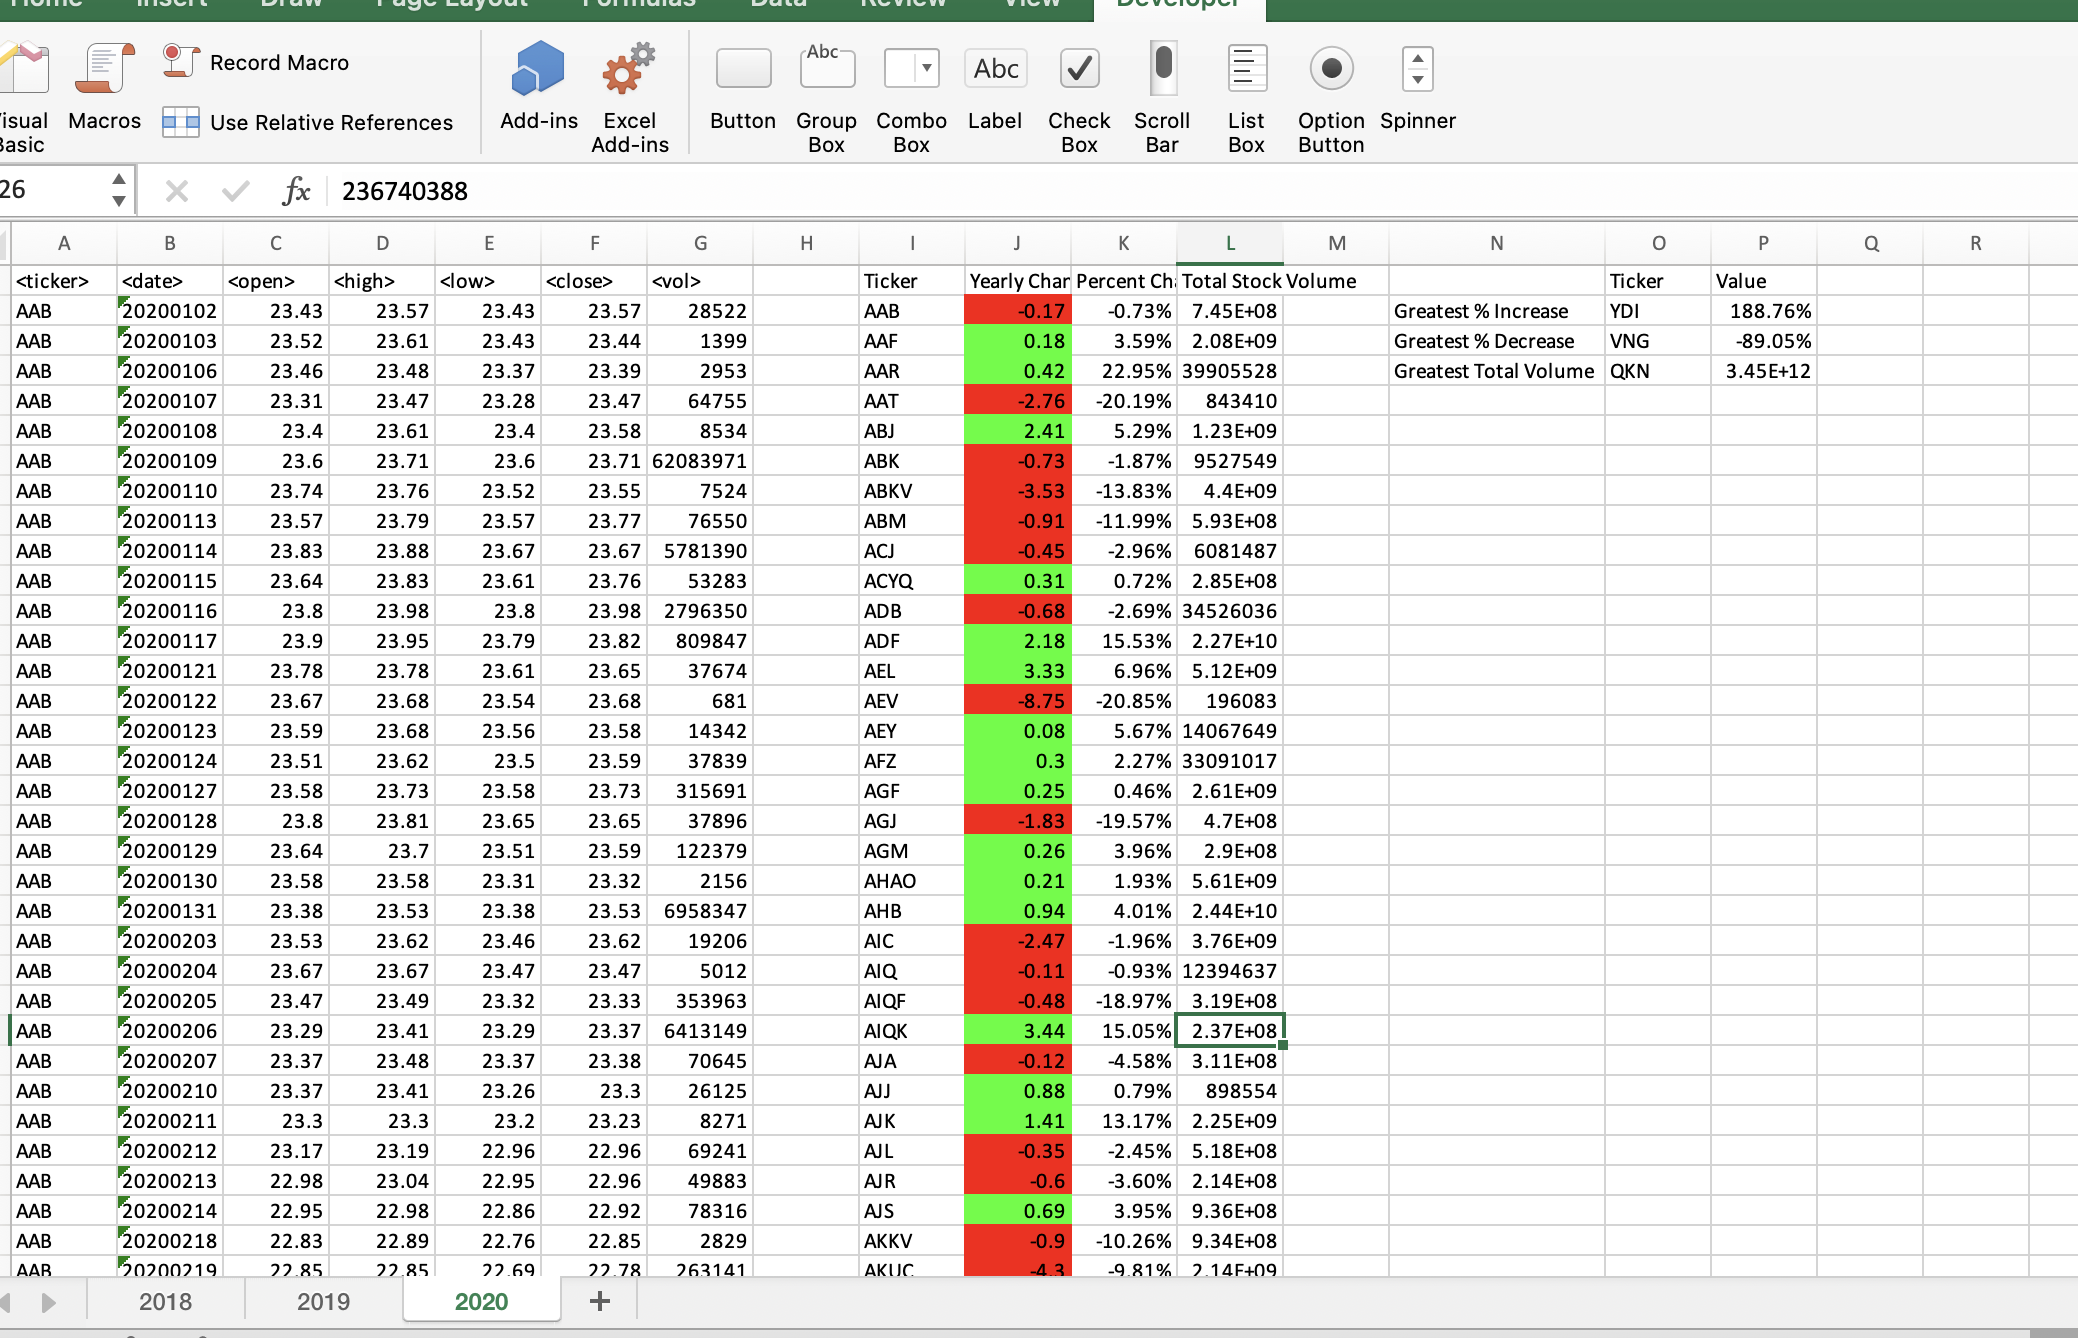 Home Insert Draw Page Layout Formulas Data Review View Developer
Visual Basic
Macros
Record Macro
Use Relative References
Add-ins
Excel Add-ins
Button
Abc
Group Box
Combo Box
Abc
Label
Check Box
Scroll Bar
List Box
Option Button
Spinner
26 fx 236740388
A B C D E F G H I J K L M N O P Q R
<ticker> <date> <open> <high> <low> <close> <vol> Ticker Yearly Char Percent Ch Total Stock Volume Ticker Value
AAB 20200102 23.43 23.57 23.43 23.57 28522 AAB -0.17 -0.73% 7.45E+08 Greatest % Increase YDI 188.76%
AAB 20200103 23.52 23.61 23.43 23.44 1399 AAF 0.18 3.59% 2.08E+09 Greatest % Decrease VNG -89.05%
AAB 20200106 23.46 23.48 23.37 23.39 2953 AAR 0.42 22.95% 39905528 Greatest Total Volume QKN 3.45E+12
AAB 20200107 23.31 23.47 23.28 23.47 64755 AAT -2.76 -20.19% 843410
AAB 20200108 23.4 23.61 23.4 23.58 8534 ABJ 2.41 5.29% 1.23E+09
AAB 20200109 23.6 23.71 23.6 23.71 62083971 ABK -0.73 -1.87% 9527549
AAB 20200110 23.74 23.76 23.52 23.55 7524 ABKV -3.53 -13.83% 4.4E+09
AAB 20200113 23.57 23.79 23.57 23.77 76550 ABM -0.91 -11.99% 5.93E+08
AAB 20200114 23.83 23.88 23.67 23.67 5781390 ACJ -0.45 -2.96% 6081487
AAB 20200115 23.64 23.83 23.61 23.76 53283 ACYQ 0.31 0.72% 2.85E+08
AAB 20200116 23.8 23.98 23.8 23.98 2796350 ADB -0.68 -2.69% 34526036
AAB 20200117 23.9 23.95 23.79 23.82 809847 ADF 2.18 15.53% 2.27E+10
AAB 20200121 23.78 23.78 23.61 23.65 37674 AEL 3.33 6.96% 5.12E+09
AAB 20200122 23.67 23.68 23.54 23.68 681 AEV -8.75 -20.85% 196083
AAB 20200123 23.59 23.68 23.56 23.58 14342 AEY 0.08 5.67% 14067649
AAB 20200124 23.51 23.62 23.5 23.59 37839 AFZ 0.3 2.27% 33091017
AAB 20200127 23.58 23.73 23.58 23.73 315691 AGF 0.25 0.46% 2.61E+09
AAB 20200128 23.8 23.81 23.65 23.65 37896 AGJ -1.83 -19.57% 4.7E+08
AAB 20200129 23.64 23.7 23.51 23.59 122379 AGM 0.26 3.96% 2.9E+08
AAB 20200130 23.58 23.58 23.31 23.32 2156 AHAO 0.21 1.93% 5.61E+09
AAB 20200131 23.38 23.53 23.38 23.53 6958347 AHB 0.94 4.01% 2.44E+10
AAB 20200203 23.53 23.62 23.46 23.62 19206 AIC -2.47 -1.96% 3.76E+09
AAB 20200204 23.67 23.67 23.47 23.47 5012 AIQ -0.11 -0.93% 12394637
AAB 20200205 23.47 23.49 23.32 23.33 353963 AIQF -0.48 -18.97% 3.19E+08
AAB 20200206 23.29 23.41 23.29 23.37 6413149 AIQK 3.44 15.05% 2.37E+08
AAB 20200207 23.37 23.48 23.37 23.38 70645 AJA -0.12 -4.58% 3.11E+08
AAB 20200210 23.37 23.41 23.26 23.3 26125 AJJ 0.88 0.79% 898554
AAB 20200211 23.3 23.3 23.2 23.23 8271 AJK 1.41 13.17% 2.25E+09
AAB 20200212 23.17 23.19 22.96 22.96 69241 AJL -0.35 -2.45% 5.18E+08
AAB 20200213 22.98 23.04 22.95 22.96 49883 AJR -0.6 -3.60% 2.14E+08
AAB 20200214 22.95 22.98 22.86 22.92 78316 AJS 0.69 3.95% 9.36E+08
AAB 20200218 22.83 22.89 22.76 22.85 2829 AKKV -0.9 -10.26% 9.34E+08
AAB 20200219 22.85 22.85 22.69 22.78 263141 AKUC -4.3 -9.81% 2.14E+09
2018 2019 2020 +